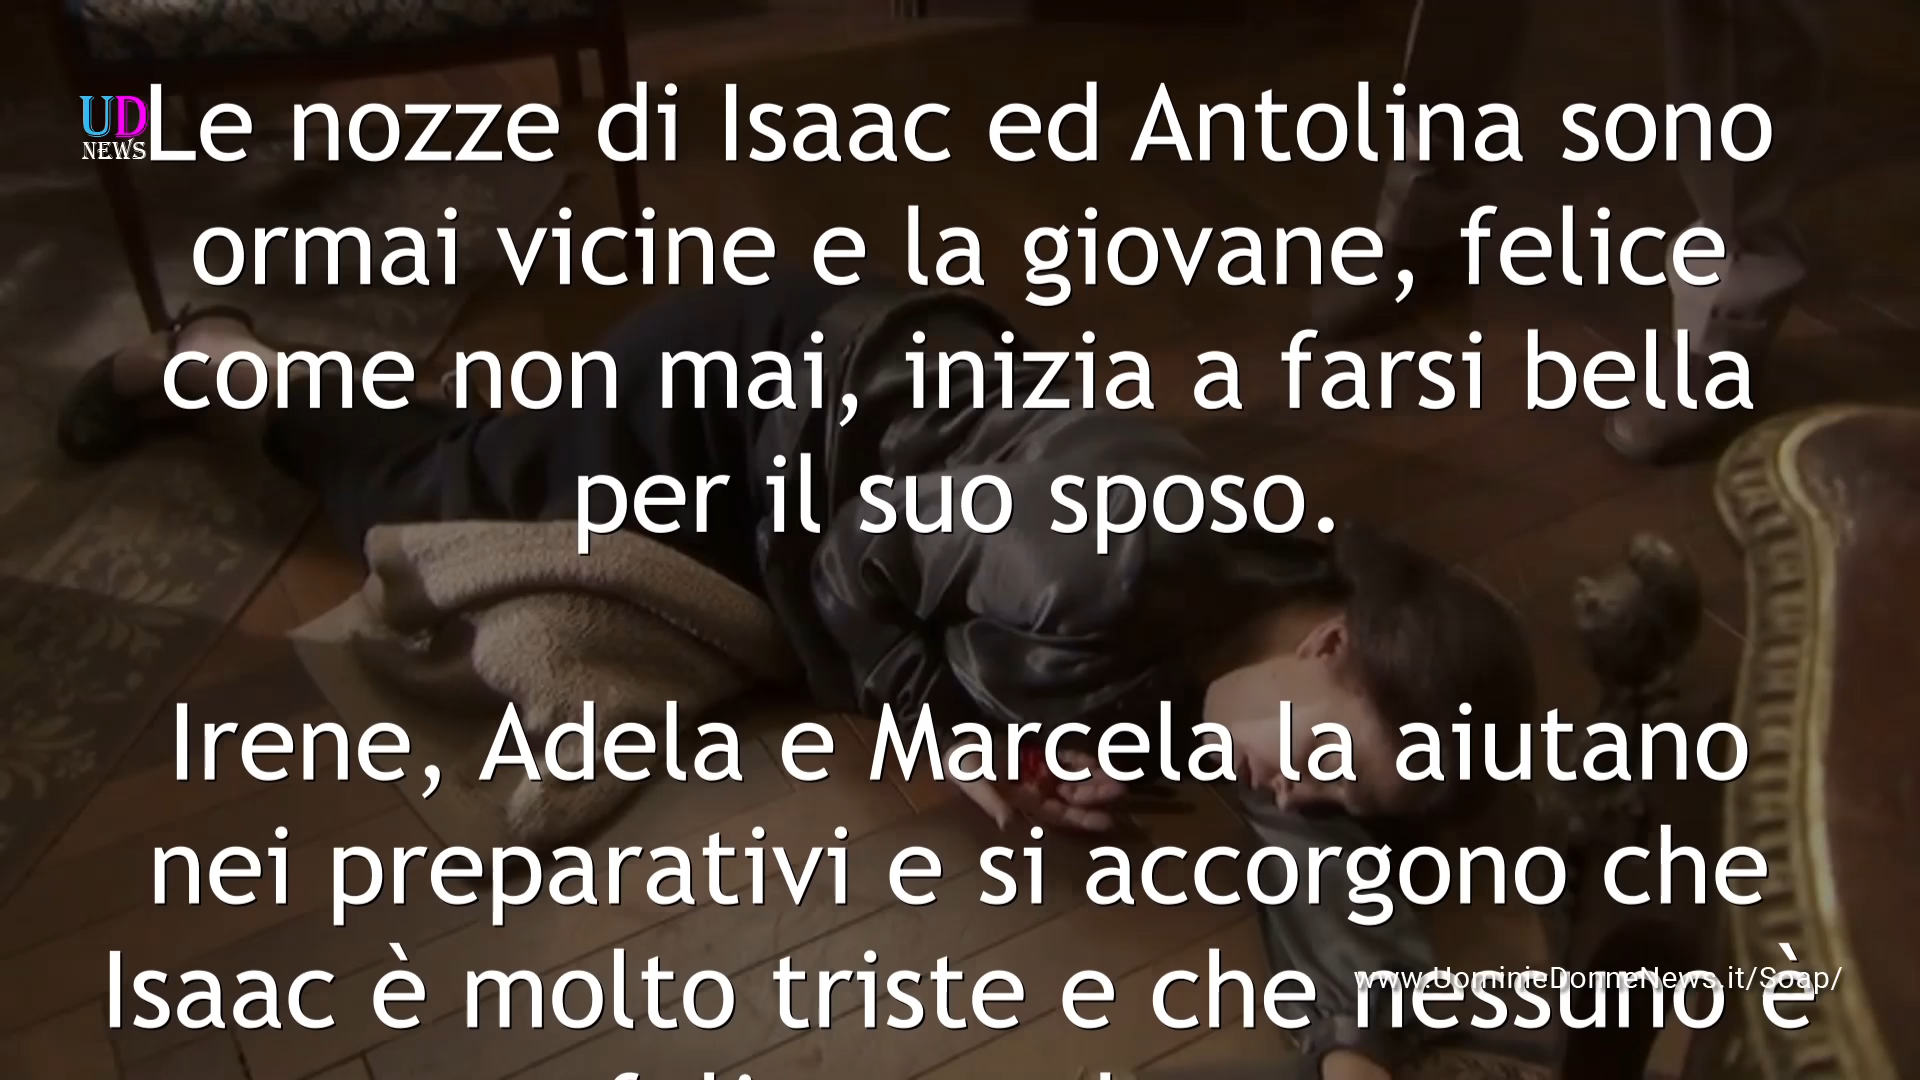 UD
NEWS
Le nozze di Isaac ed Antolina sono
ormai vicine e la giovane, felice
come non mai, inizia a farsi bella
per il suo sposo.
Irene, Adela e Marcela la aiutano
nei preparativi e si accorgono che
Isaac è molto triste e che nessuno è
www.UominieDonneNews.it/Soap/